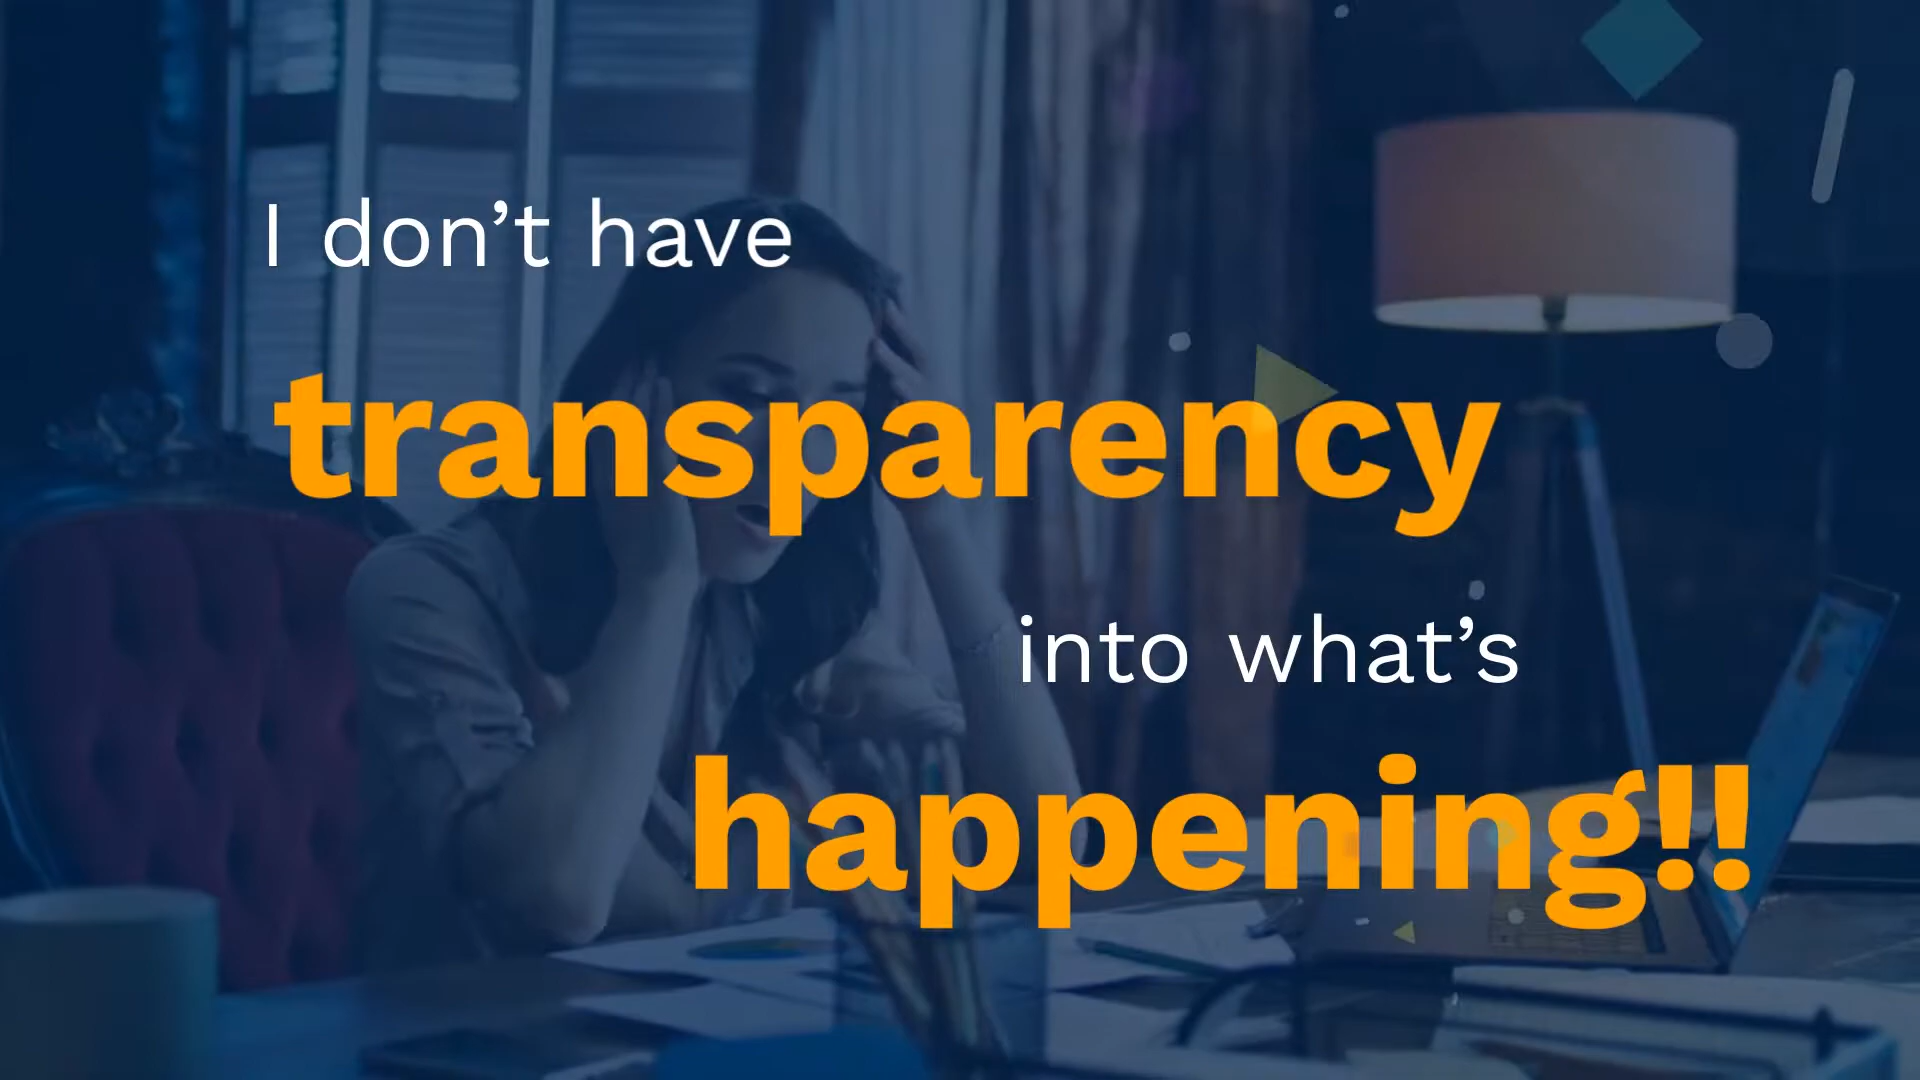 I don’t have
transparency
into what’s
happening!!